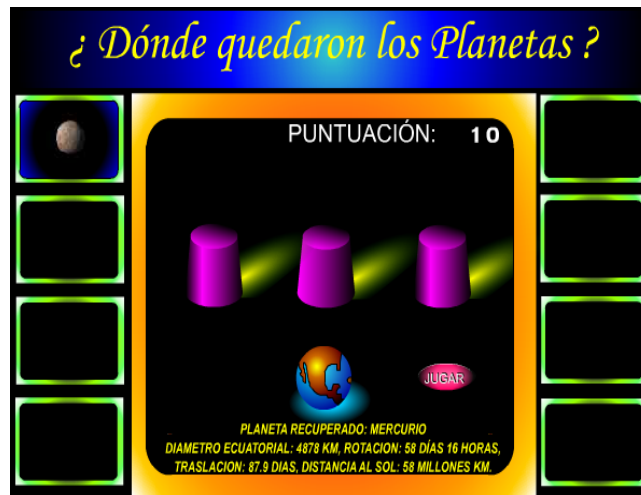 ¿ Dónde quedaron los Planetas ?
PUNTUACIÓN: 10
JUGAR
PLANETA RECUPERADO: MERCURIO
DIAMETRO ECUATORIAL: 4878 KM, ROTACION: 58 DÍAS 16 HORAS,
TRASLACION: 87.9 DIAS, DISTANCIA AL SOL: 58 MILLONES KM.